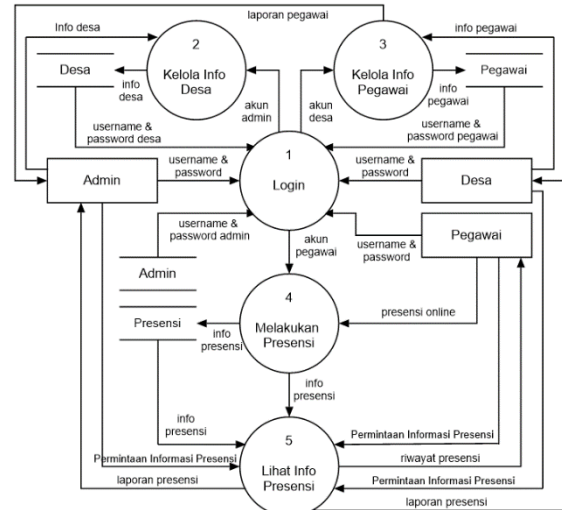 laporan pegawai
Info desa
2
Kelola Info
Desa
3
Kelola Info
Pegawai
info pegawai
Desa
info
desa
info
pegawai
Pegawai
akun
admin
akun
desa
username &
password desa
username &
password pegawai
1
Login
Admin
username &
password
username &
password
Desa
username &
password admin
akun
pegawai
username &
password
Pegawai
Admin
4
Melakukan
Presensi
presensi online
Presensi
info
presensi
info
presensi
info
presensi
5
Lihat Info
Presensi
Permintaan Informasi Presensi
Permintaan Informasi Presensi
riwayat presensi
laporan presensi
Permintaan Informasi Presensi
laporan presensi